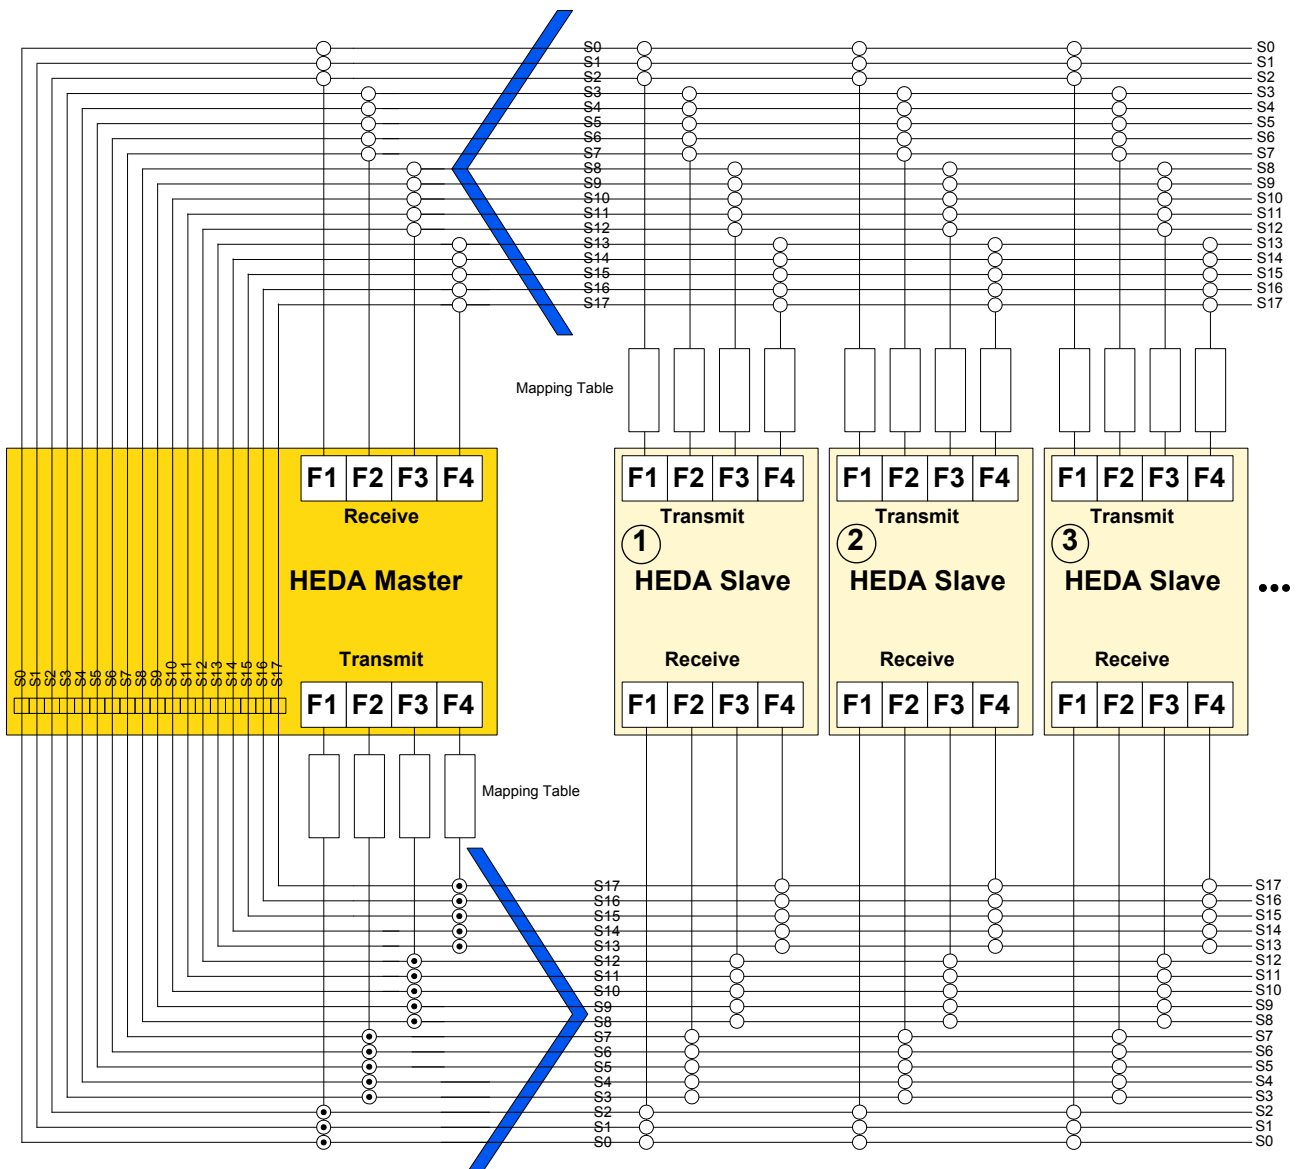 S0 S0
S1 S1
S2 S2
S3 S3
S4 S4
S5 S5
S6 S6
S7 S7
S8 S8
S9 S9
S10 S10
S11 S11
S12 S12
S13 S13
S14 S14
S15 S15
S16 S16
S17 S17
Mapping Table
F1 F2 F3 F4 F1 F2 F3 F4 F1 F2 F3 F4 F1 F2 F3 F4
Receive Transmit Transmit Transmit
1 2 3
HEDA Master HEDA Slave HEDA Slave HEDA Slave ...
Transmit Receive Receive Receive
S0 S1 S2 S3 S4 S5 S6 S7 S8 S9 S10 S11 S12 S13 S14 S15 S16 S17
F1 F2 F3 F4 F1 F2 F3 F4 F1 F2 F3 F4 F1 F2 F3 F4
Mapping Table
S17 S17
S16 S16
S15 S15
S14 S14
S13 S13
S12 S12
S11 S11
S10 S10
S9 S9
S8 S8
S7 S7
S6 S6
S5 S5
S4 S4
S3 S3
S2 S2
S1 S1
S0 S0